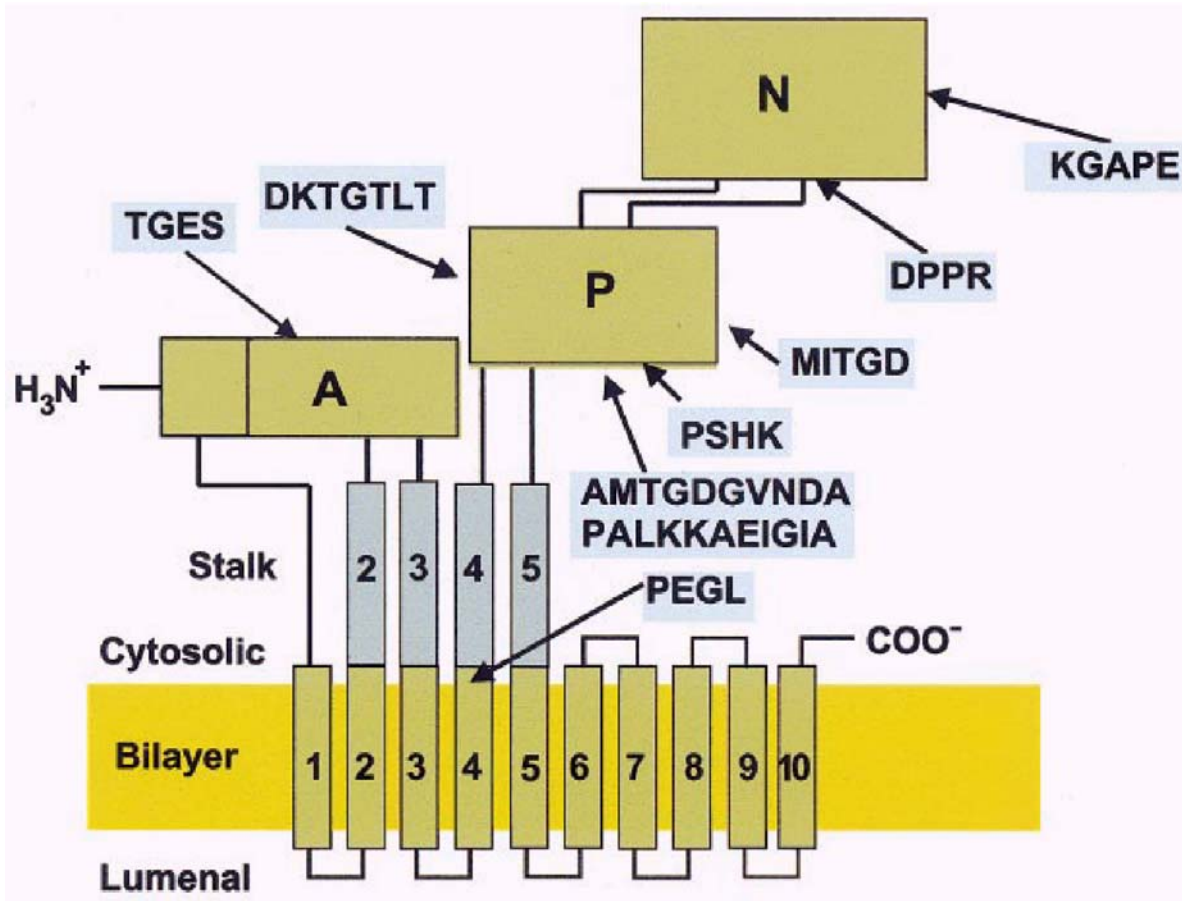 N
KGAPE
DKTGTLT
TGES
DPPR
P
MITGD
H₃N⁺
A
PSHK
AMTGDGVNDA
PALKKAEIGIA
Stalk
2 3 4 5
PEGL
Cytosolic
COO⁻
Bilayer
1 2 3 4 5 6 7 8 9 10
Lumenal